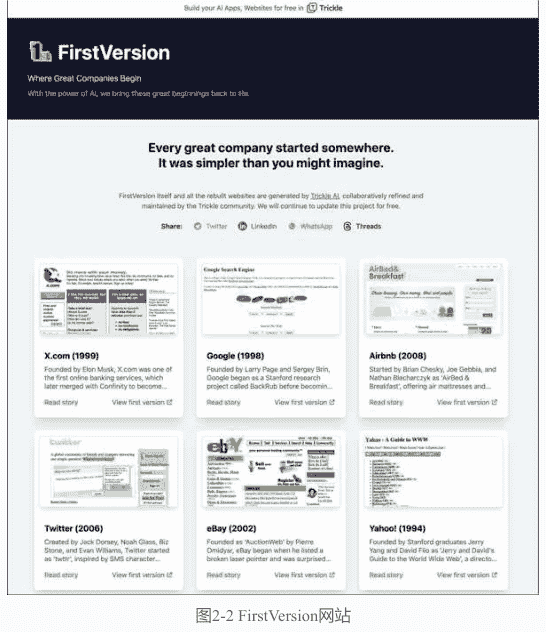 Build your AI Apps, Websites for free in Trickle
FirstVersion
Where Great Companies Begin
With the power of AI, we bring these great beginnings back to life.
Every great company started somewhere.
It was simpler than you might imagine.
FirstVersion itself and all the rebuilt websites are generated by Trickle AI, collaboratively refined and
maintained by the Trickle community. We will continue to update this project for free.
Share: Twitter LinkedIn WhatsApp Threads
Google Search Engine
AirBed&
Breakfast
X.com (1999)
Founded by Elon Musk, X.com was one of
the first online banking services, which
later merged with Confinity to become...
Read story View first version
Google (1998)
Founded by Larry Page and Sergey Brin,
Google began as a Stanford research
project called BackRub before becomin...
Read story View first version
Airbnb (2008)
Started by Brian Chesky, Joe Gebbia, and
Nathan Blecharczyk as 'AirBed &
Breakfast', offering air mattresses and...
Read story View first version
twitter
ebY
Yahoo - A Guide to WWW
Twitter (2006)
Created by Jack Dorsey, Noah Glass, Biz
Stone, and Evan Williams, Twitter started
as 'twttr', inspired by SMS character...
Read story View first version
eBay (2002)
Founded as 'AuctionWeb' by Pierre
Omidyar, eBay began when he listed a
broken laser pointer and was surprised...
Read story View first version
Yahoo! (1994)
Founded by Stanford graduates Jerry
Yang and David Filo as 'Jerry and David's
Guide to the World Wide Web', a directo...
Read story View first version
图2-2 FirstVersion网站